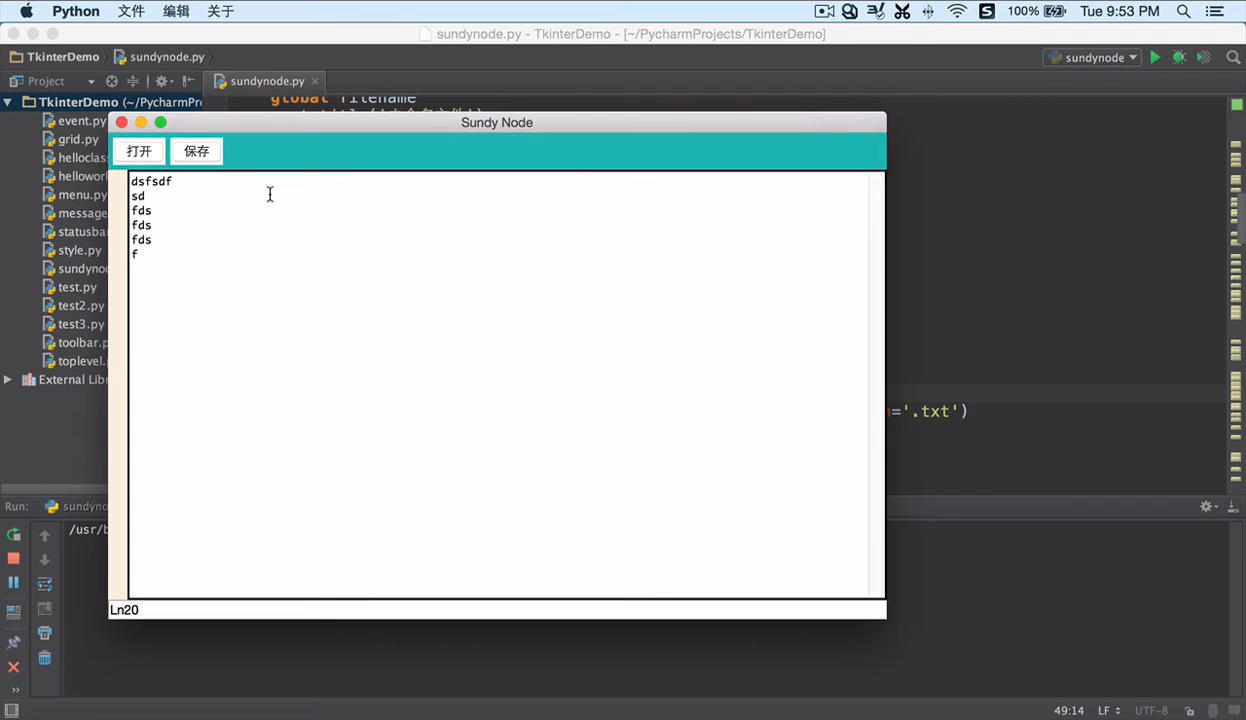 Python 文件 编辑 关于 100% Tue 9:53 PM
sundynode.py - TkinterDemo - [~/PycharmProjects/TkinterDemo]
TkinterDemo sundynode.py sundynode
Project sundynode.py
global filename
TkinterDemo (~/PycharmPr
event.py
grid.py
helloclas
hellowor
menu.py
message
statusba
style.py
sundyno
test.py
test2.py
test3.py
toolbar.p
toplevel.
External Libr
Sundy Node
打开 保存
dsfsdf
sd
fds
fds
fds
f
Ln20
='.txt')
Run: sundyno
/usr/b
49:14 LF UTF-8